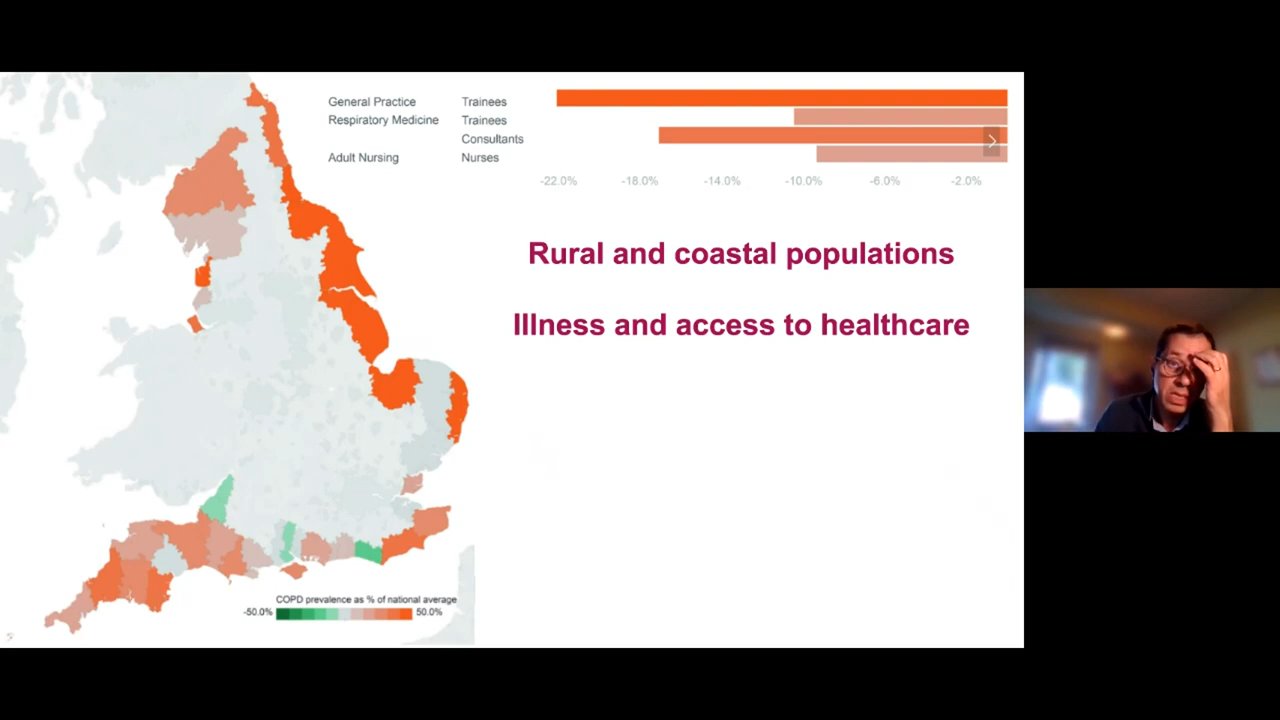 General Practice Trainees
Respiratory Medicine Trainees
Consultants
Adult Nursing Nurses
-22.0% -18.0% -14.0% -10.0% -6.0% -2.0%
Rural and coastal populations
Illness and access to healthcare
COPD prevalence as % of national average
-50.0% 50.0%